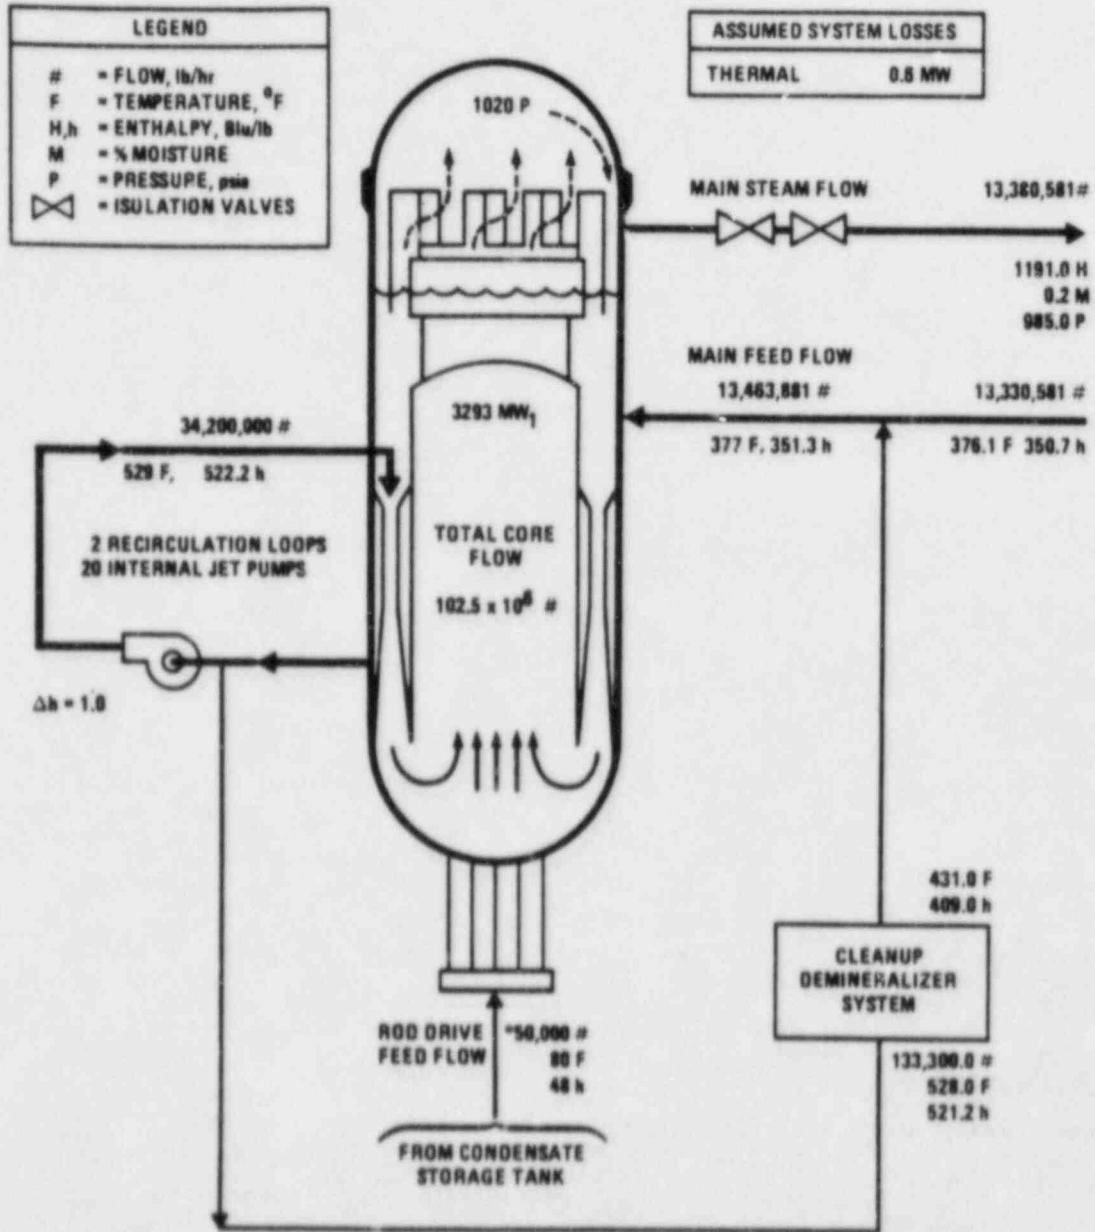 LEGEND
# = FLOW, lb/hr
F = TEMPERATURE, °F
H,h = ENTHALPY, Btu/lb
M = % MOISTURE
P = PRESSURE, psia
= ISOLATION VALVES
ASSUMED SYSTEM LOSSES
THERMAL 0.6 MW
1020 P
MAIN STEAM FLOW
13,380,581#
1191.0 H
0.2 M
985.0 P
MAIN FEED FLOW
13,463,881 #
13,330,581 #
377 F, 351.3 h
376.1 F 350.7 h
3293 MWt
34,200,000 #
529 F, 522.2 h
2 RECIRCULATION LOOPS
20 INTERNAL JET PUMPS
TOTAL CORE
FLOW
102.5 x 10⁶ #
Δh = 1.0
431.0 F
409.0 h
CLEANUP
DEMINERALIZER
SYSTEM
133,300.0 #
528.0 F
521.2 h
ROD DRIVE
FEED FLOW
*50,000 #
80 F
48 h
FROM CONDENSATE
STORAGE TANK